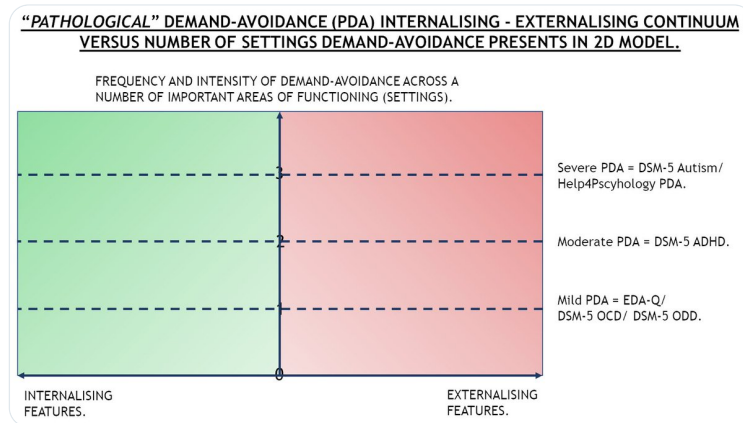 “PATHOLOGICAL” DEMAND-AVOIDANCE (PDA) INTERNALISING - EXTERNALISING CONTINUUM
VERSUS NUMBER OF SETTINGS DEMAND-AVOIDANCE PRESENTS IN 2D MODEL.
FREQUENCY AND INTENSITY OF DEMAND-AVOIDANCE ACROSS A
NUMBER OF IMPORTANT AREAS OF FUNCTIONING (SETTINGS).
3
Severe PDA = DSM-5 Autism/
Help4Pscyhology PDA.
2
Moderate PDA = DSM-5 ADHD.
1
Mild PDA = EDA-Q/
DSM-5 OCD/ DSM-5 ODD.
0
INTERNALISING
FEATURES.
EXTERNALISING
FEATURES.